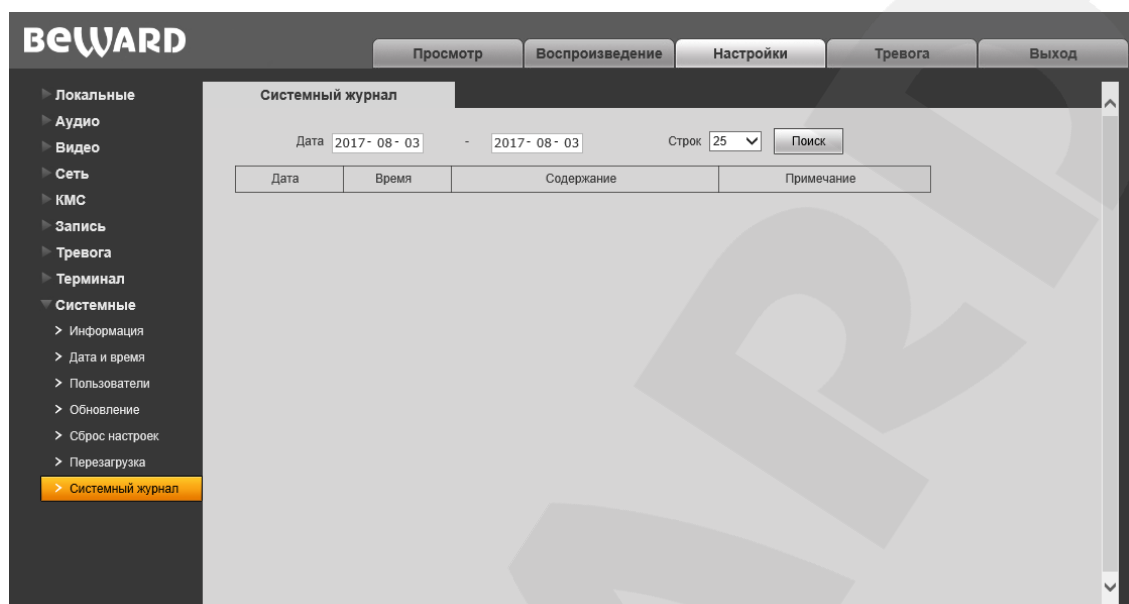 BEWARD
Просмотр Воспроизведение Настройки Тревога Выход
Локальные
Аудио
Видео
Сеть
КМС
Запись
Тревога
Терминал
Системные
Информация
Дата и время
Пользователи
Обновление
Сброс настроек
Перезагрузка
Системный журнал
Системный журнал
Дата 2017- 08- 03 - 2017- 08- 03 Строк 25 Поиск
Дата Время Содержание Примечание